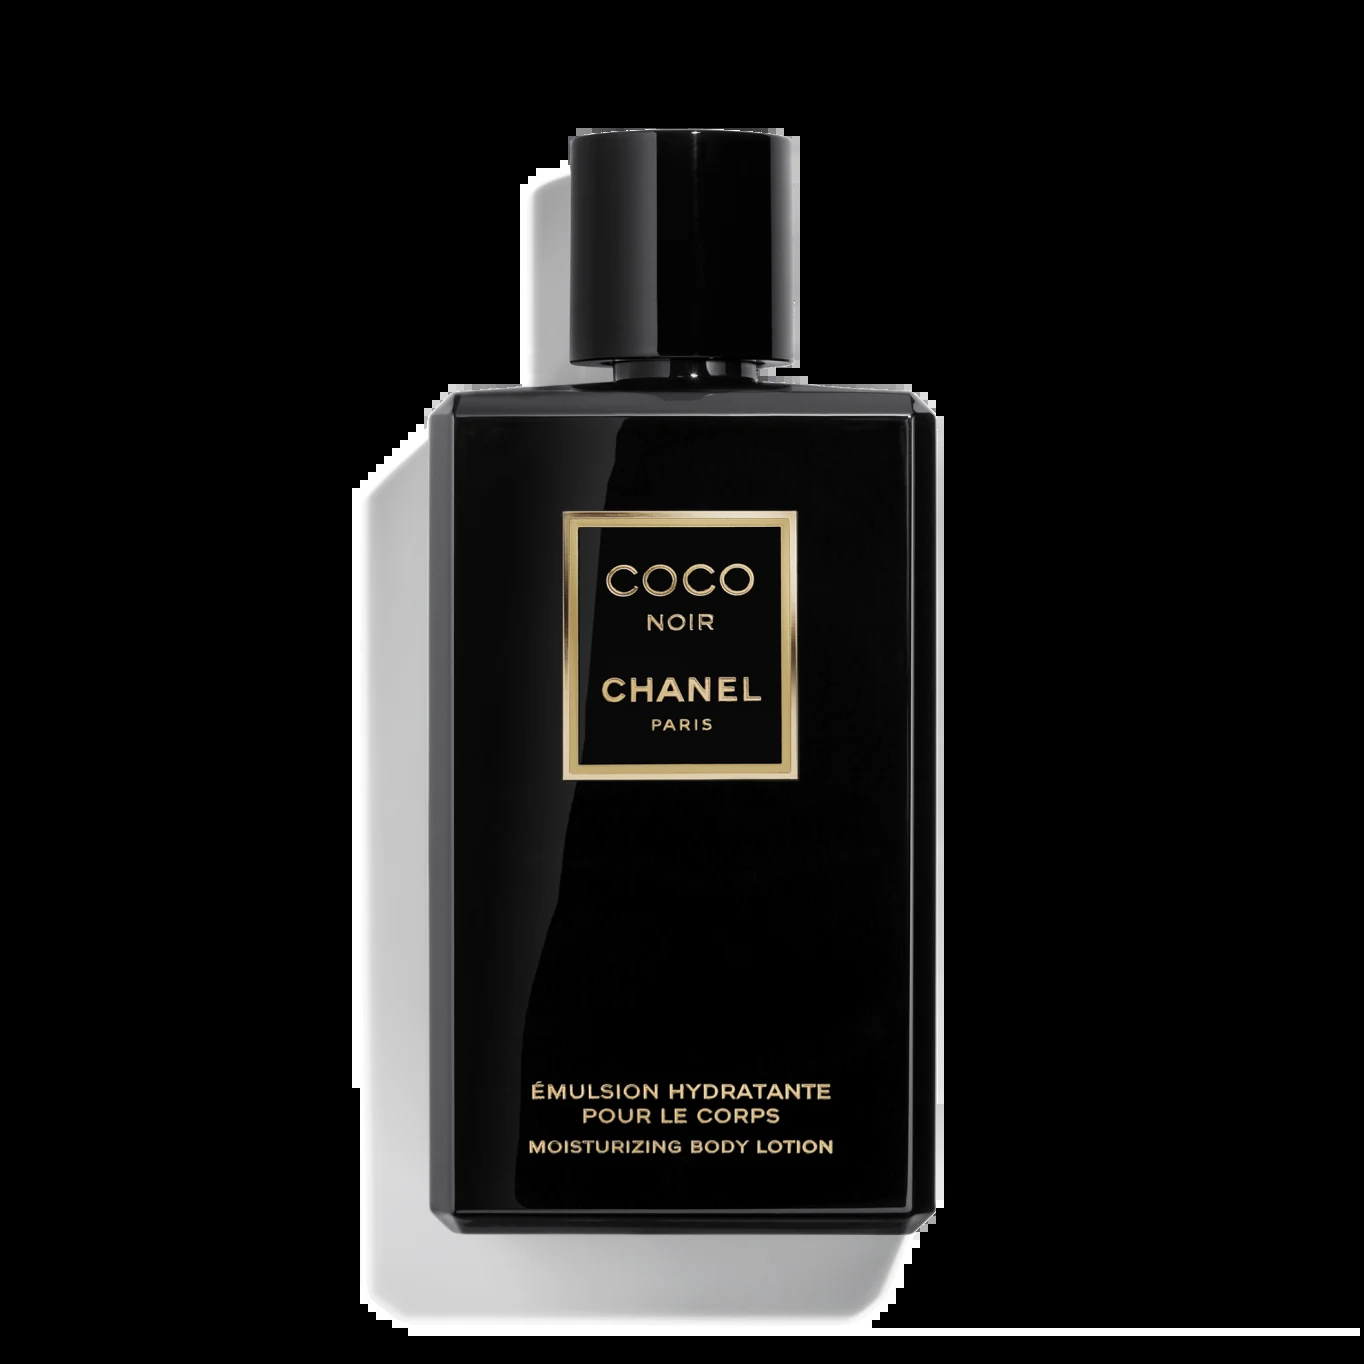 COCO
NOIR
CHANEL
PARIS
ÉMULSION HYDRATANTE
POUR LE CORPS
MOISTURIZING BODY LOTION